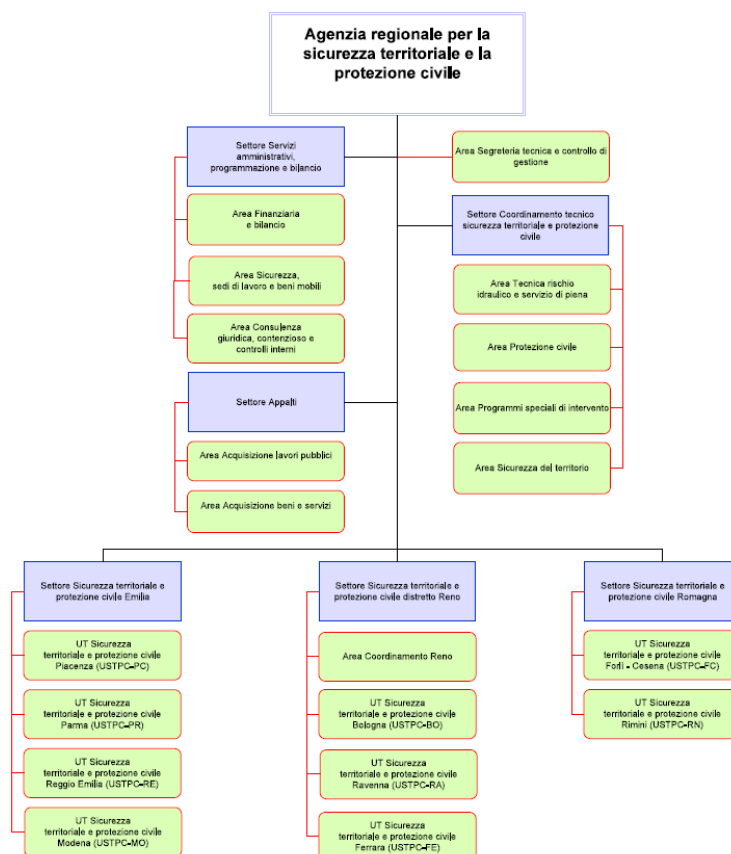 Agenzia regionale per la
sicurezza territoriale e la
protezione civile
Settore Servizi
amministrativi,
programmazione e bilancio
Area Segreteria tecnica e controllo di
gestione
Area Finanziaria
e bilancio
Settore Coordinamento tecnico
sicurezza territoriale e protezione
civile
Area Sicurezza,
sedi di lavoro e beni mobili
Area Tecnica rischio
idraulico e servizio di piena
Area Consulenza
giuridica, contenzioso e
controlli interni
Area Protezione civile
Settore Appalti
Area Programmi speciali di intervento
Area Acquisizione lavori pubblici
Area Sicurezza del territorio
Area Acquisizione beni e servizi
Settore Sicurezza territoriale e
protezione civile Emilia
Settore Sicurezza territoriale e
protezione civile distretto Reno
Settore Sicurezza territoriale e
protezione civile Romagna
UT Sicurezza
territoriale e protezione civile
Piacenza (USTPC-PC)
Area Coordinamento Reno
UT Sicurezza
territoriale e protezione civile
Forlì - Cesena (USTPC-FC)
UT Sicurezza
territoriale e protezione civile
Parma (USTPC-PR)
UT Sicurezza
territoriale e protezione civile
Bologna (USTPC-BO)
UT Sicurezza
territoriale e protezione civile
Rimini (USTPC-RN)
UT Sicurezza
territoriale e protezione civile
Reggio Emilia (USTPC-RE)
UT Sicurezza
territoriale e protezione civile
Ravenna (USTPC-RA)
UT Sicurezza
territoriale e protezione civile
Modena (USTPC-MO)
UT Sicurezza
territoriale e protezione civile
Ferrara (USTPC-FE)